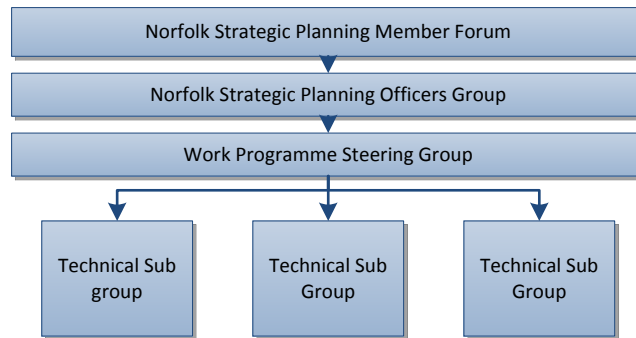 Norfolk Strategic Planning Member Forum
Norfolk Strategic Planning Officers Group
Work Programme Steering Group
Technical Sub
group
Technical Sub
Group
Technical Sub
Group